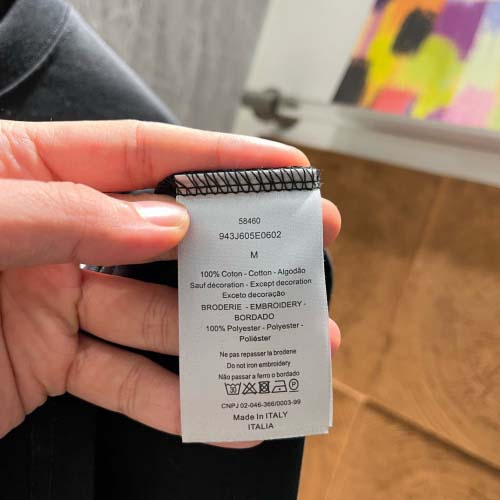 58460
943J605E0602
M
100% Coton - Cotton - Algodão
Sauf décoration - Except decoration
Exceto decoração
BRODERIE - EMBROIDERY -
BORDADO
100% Polyester - Polyester -
Poliéster
Ne pas repasser la broderie
Do not iron embroidery
Não passar a ferro o bordado
CNPJ 02-046-366/0003-99
Made In ITALY
ITALIA